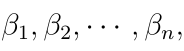 β₁, β₂, ⋯ , βₙ,